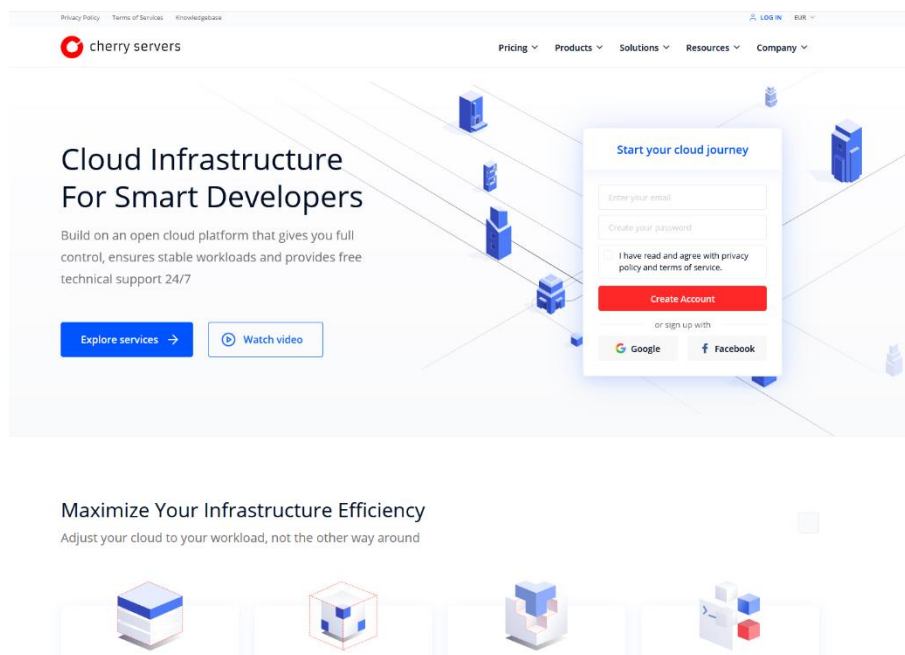 Privacy Policy Terms of Services Knowledgebase
LOG IN EUR
cherry servers
Pricing Products Solutions Resources Company
Cloud Infrastructure
For Smart Developers
Build on an open cloud platform that gives you full
control, ensures stable workloads and provides free
technical support 24/7
Explore services → Watch video
Start your cloud journey
Enter your email
Create your password
I have read and agree with privacy
policy and terms of service.
Create Account
or sign up with
Google Facebook
Maximize Your Infrastructure Efficiency
Adjust your cloud to your workload, not the other way around